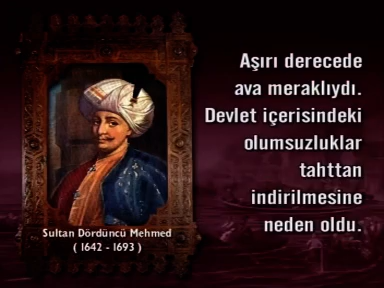 Aşırı derecede
ava meraklıydı.
Devlet içerisindeki
olumsuzluklar
tahttan
indirilmesine
neden oldu.
Sultan Dördüncü Mehmed
( 1642 - 1693 )